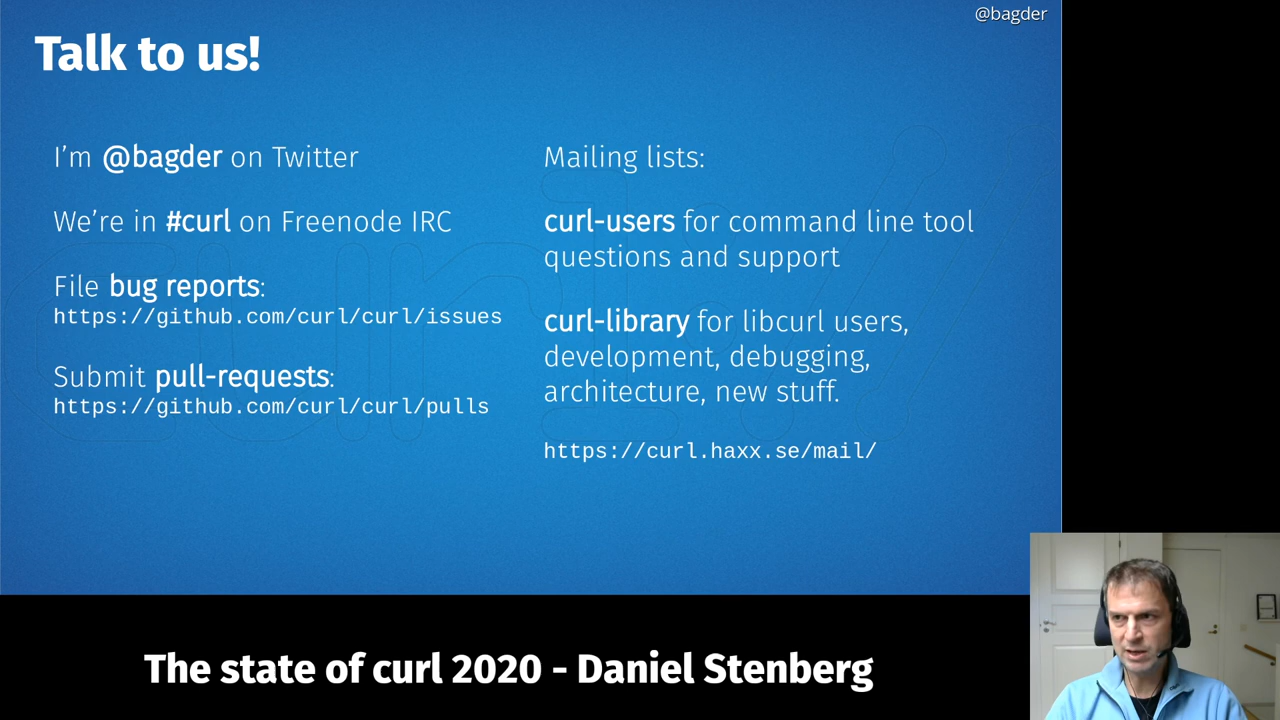 @bagder
Talk to us!
I'm @bagder on Twitter
We're in #curl on Freenode IRC
File bug reports:
https://github.com/curl/curl/issues
Submit pull-requests:
https://github.com/curl/curl/pulls
Mailing lists:
curl-users for command line tool
questions and support
curl-library for libcurl users,
development, debugging,
architecture, new stuff.
https://curl.haxx.se/mail/
The state of curl 2020 - Daniel Stenberg